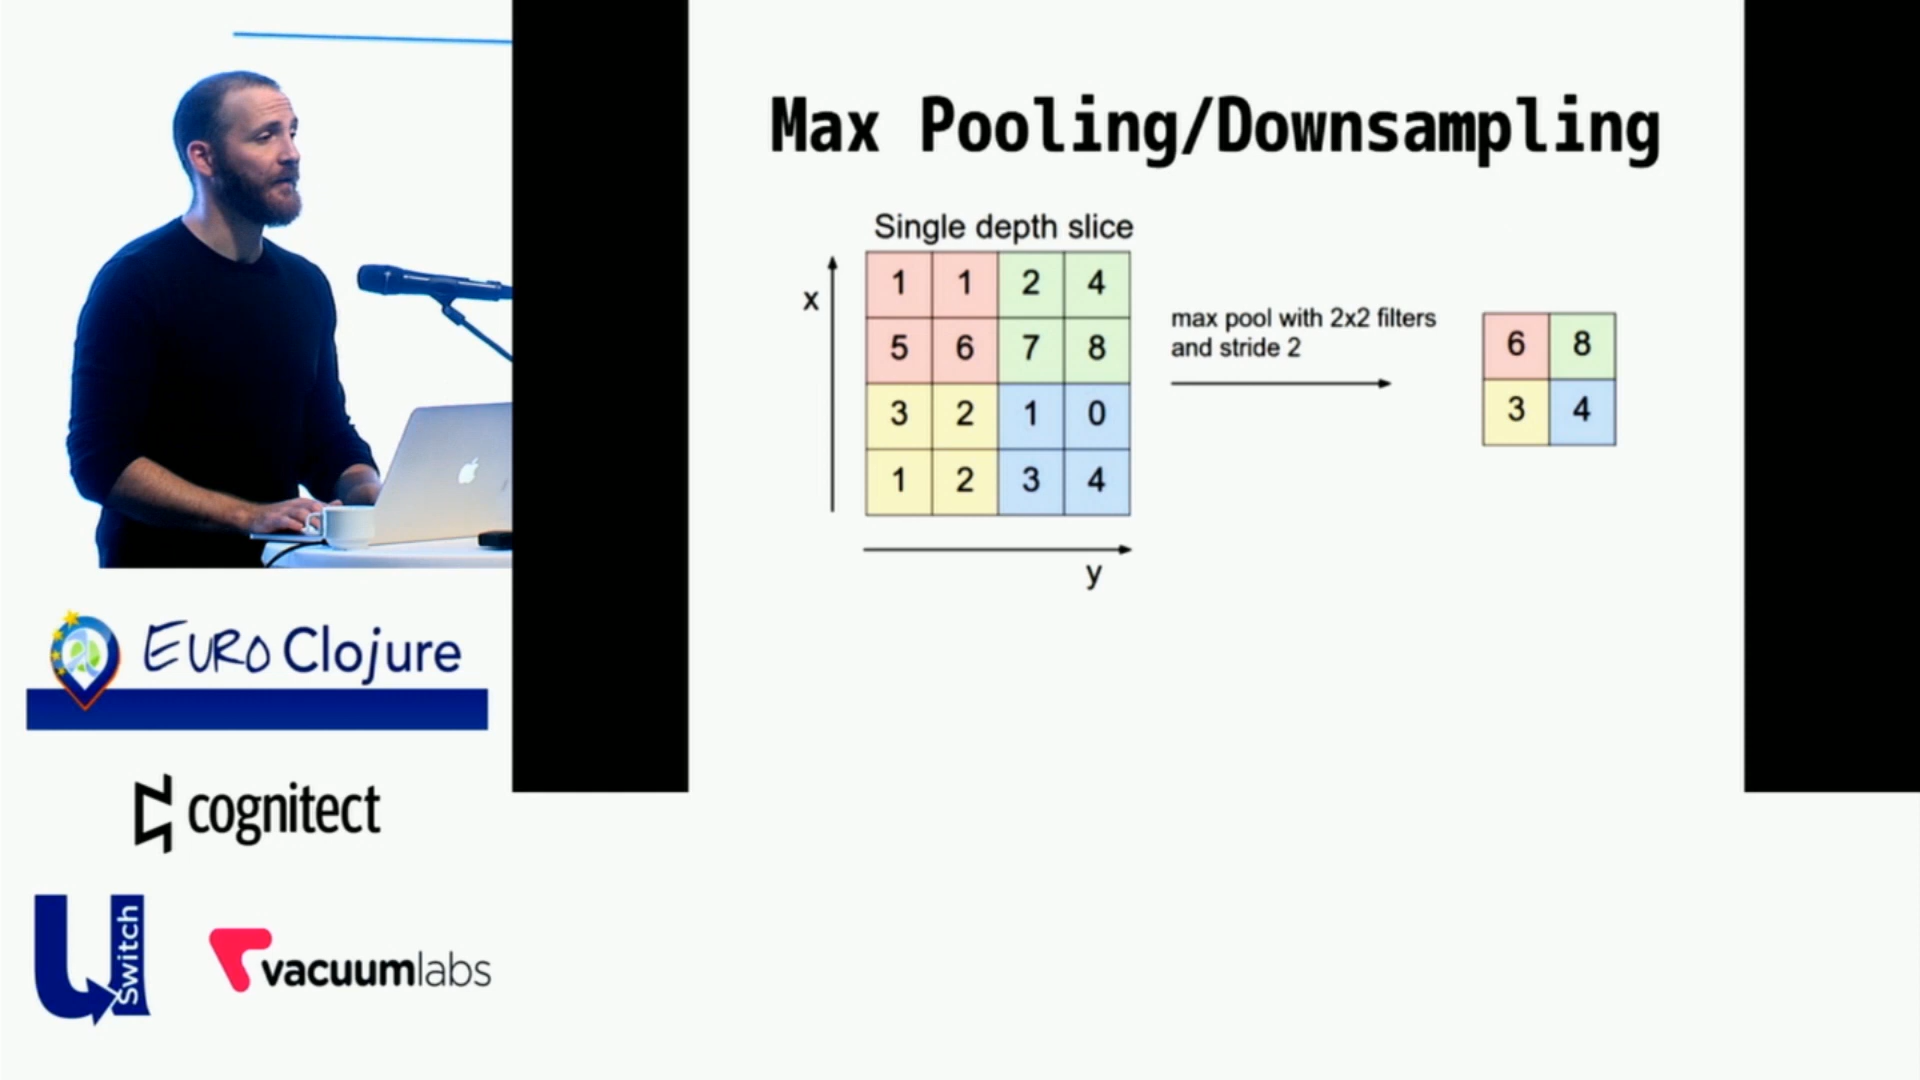 Max Pooling/Downsampling
Single depth slice
x
1 1 2 4
5 6 7 8
3 2 1 0
1 2 3 4
y
max pool with 2x2 filters
and stride 2
6 8
3 4
EURO Clojure
cognitect
uSwitch
vacuumlabs